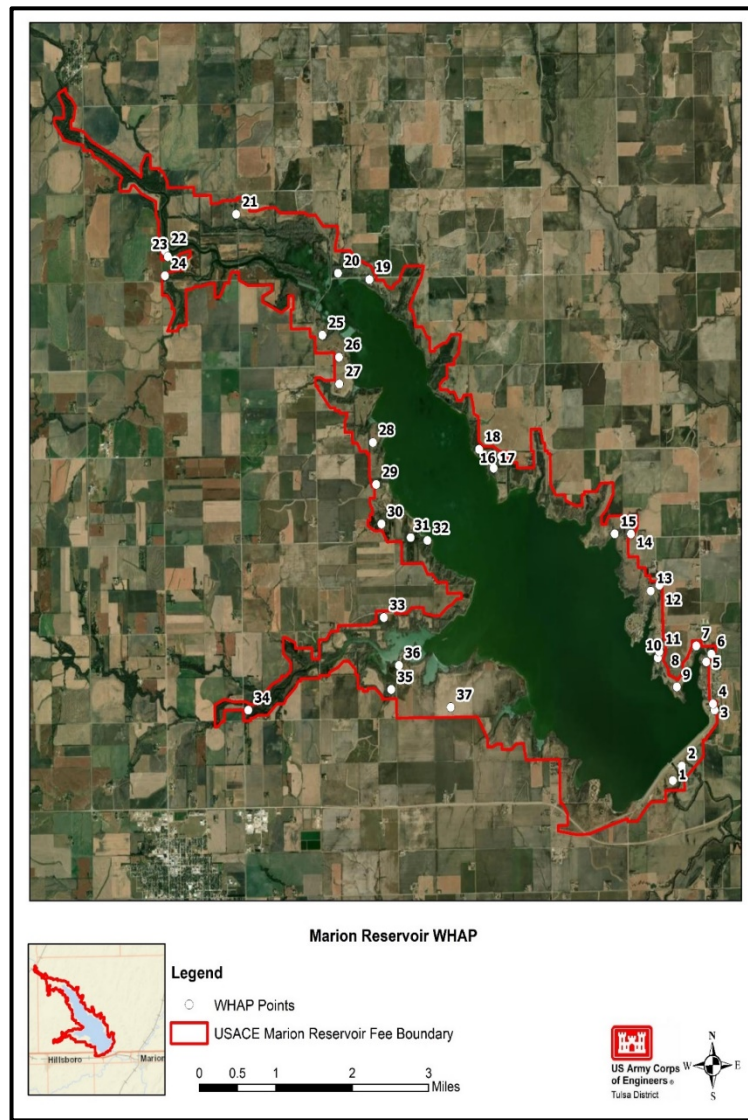 21
22
23
24
20
19
25
26
27
18
28
16 17
29
30
31 32
15
14
13
12
33
11
7
6
10
8
5
36
9
35
34
37
4
3
2
1
Marion Reservoir WHAP
Legend
WHAP Points
USACE Marion Reservoir Fee Boundary
0 0.5 1 2 3
Miles
Hillsboro
Marion
US Army Corps
of Engineers®
Tulsa District
N
W E
S